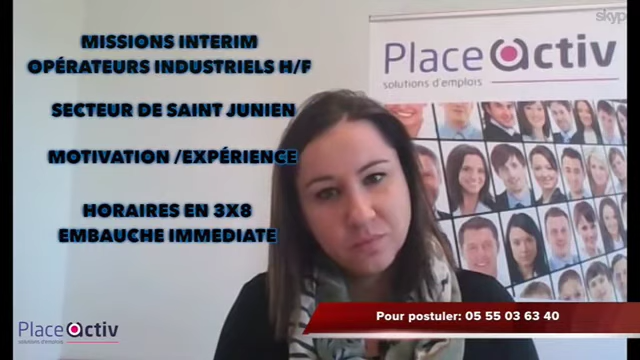 MISSIONS INTERIM
OPÉRATEURS INDUSTRIELS H/F
SECTEUR DE SAINT JUNIEN
MOTIVATION /EXPÉRIENCE
HORAIRES EN 3X8
EMBAUCHE IMMEDIATE
skype
Place activ
solutions d'emplois
Pour postuler: 05 55 03 63 40
Place activ
solutions d'emplois